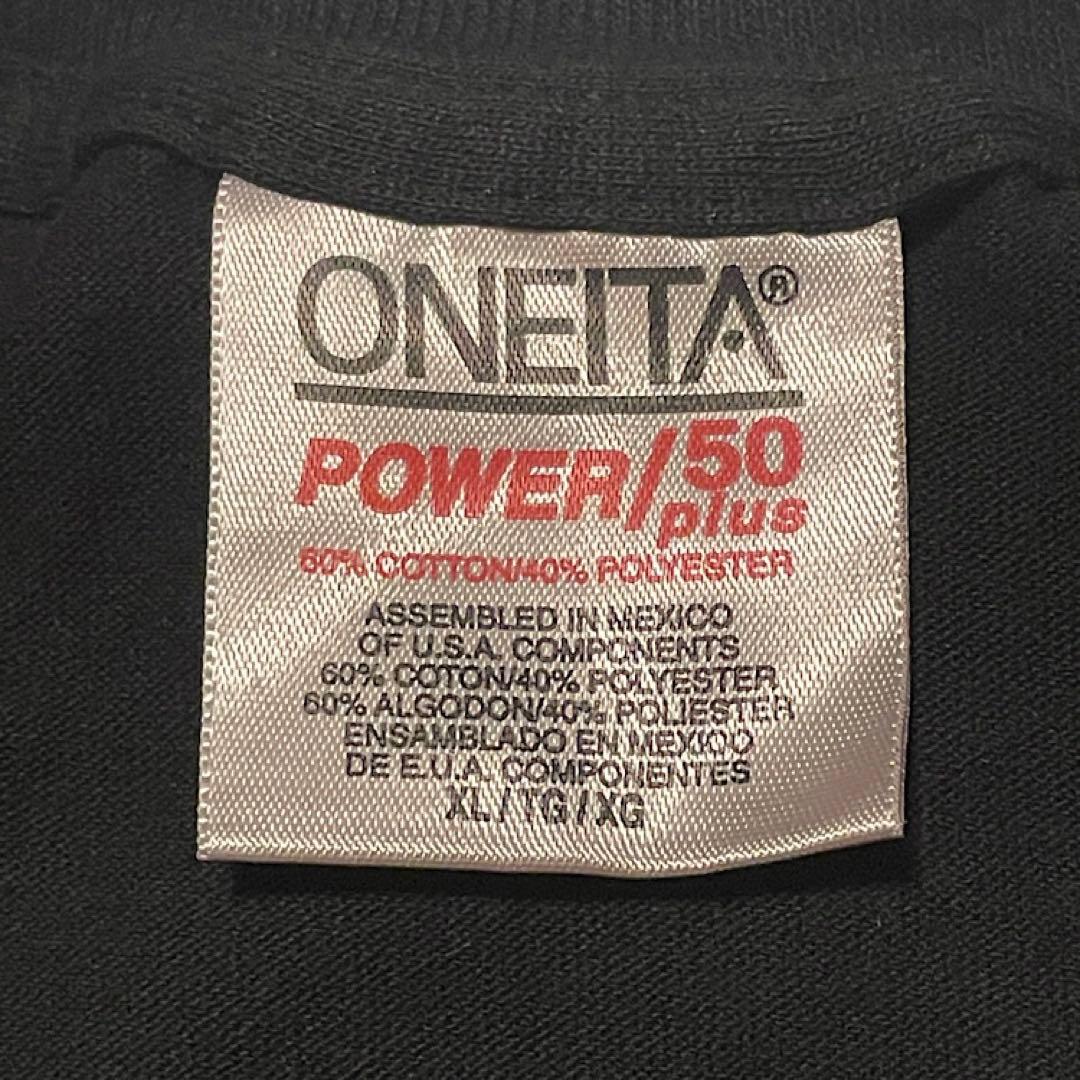 ONEITA®
POWER/50
plus
60% COTTON/40% POLYESTER
ASSEMBLED IN MEXICO
OF U.S.A. COMPONENTS
60% COTON/40% POLYESTER
60% ALGODON/40% POLIESTER
ENSAMBLADO EN MEXICO
DE E.U.A. COMPONENTES
XL/TG/XG